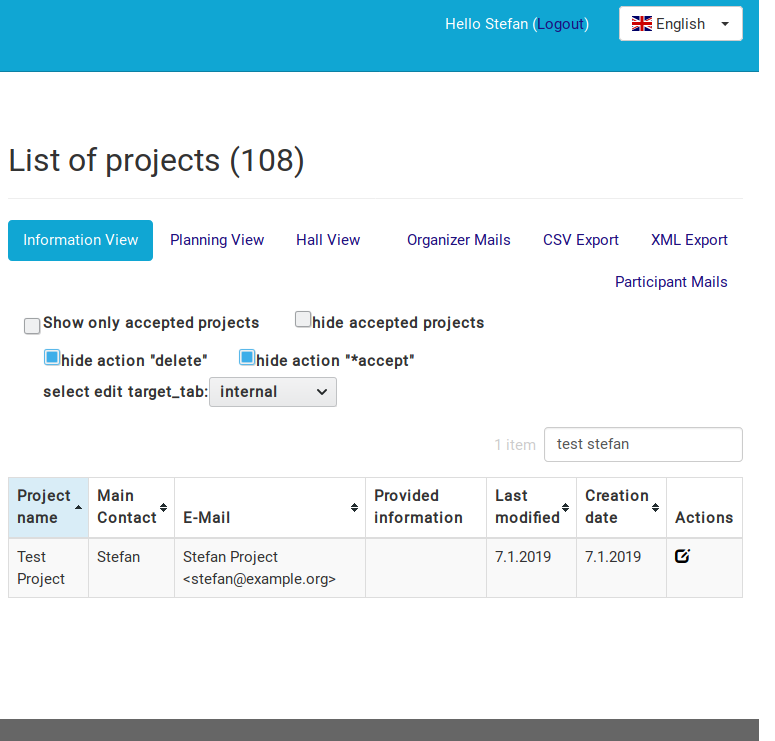 Hello Stefan (Logout)
English
List of projects (108)
Information View Planning View Hall View Organizer Mails CSV Export XML Export
Participant Mails
Show only accepted projects hide accepted projects
hide action "delete" hide action "*accept"
select edit target_tab: internal
1 item test stefan
Project name Main Contact E-Mail Provided information Last modified Creation date Actions
Test Project Stefan Stefan Project <stefan@example.org> 7.1.2019 7.1.2019